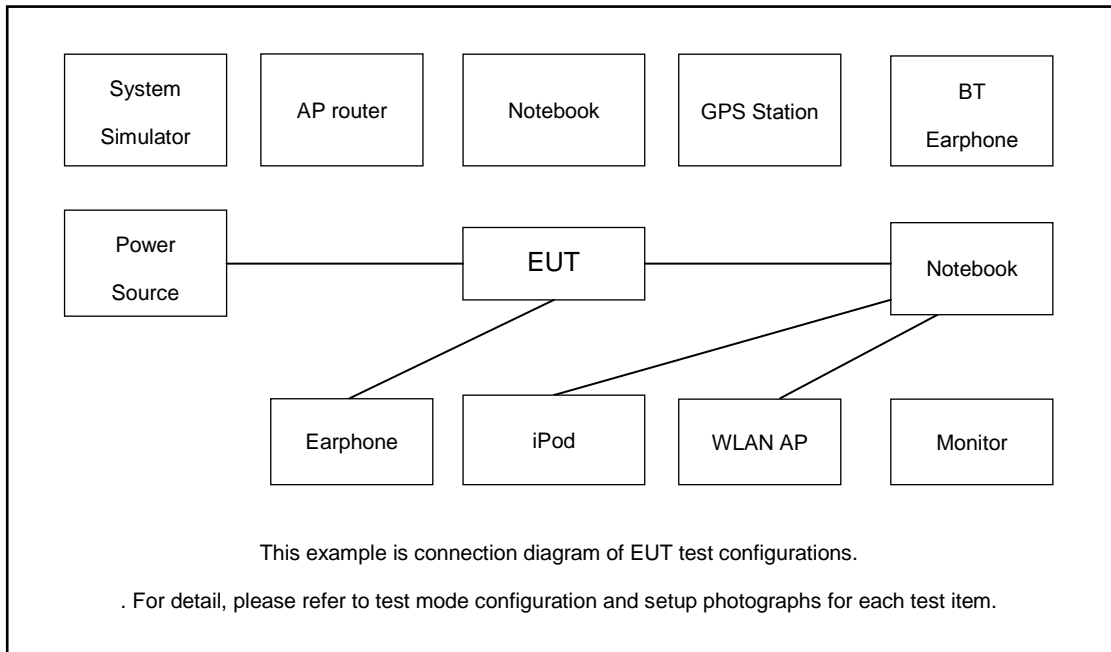 System
Simulator
AP router
Notebook
GPS Station
BT
Earphone
Power
Source
EUT
Notebook
Earphone
iPod
WLAN AP
Monitor
This example is connection diagram of EUT test configurations.
. For detail, please refer to test mode configuration and setup photographs for each test item.